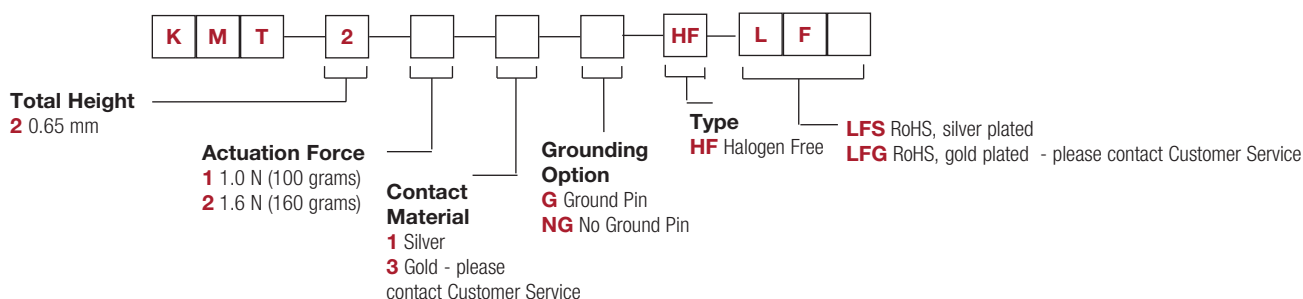 K M T 2 HF L F
Total Height
2 0.65 mm
Actuation Force
1 1.0 N (100 grams)
2 1.6 N (160 grams)
Contact
Material
1 Silver
3 Gold - please
contact Customer Service
Grounding
Option
G Ground Pin
NG No Ground Pin
Type
HF Halogen Free
LFS RoHS, silver plated
LFG RoHS, gold plated - please contact Customer Service